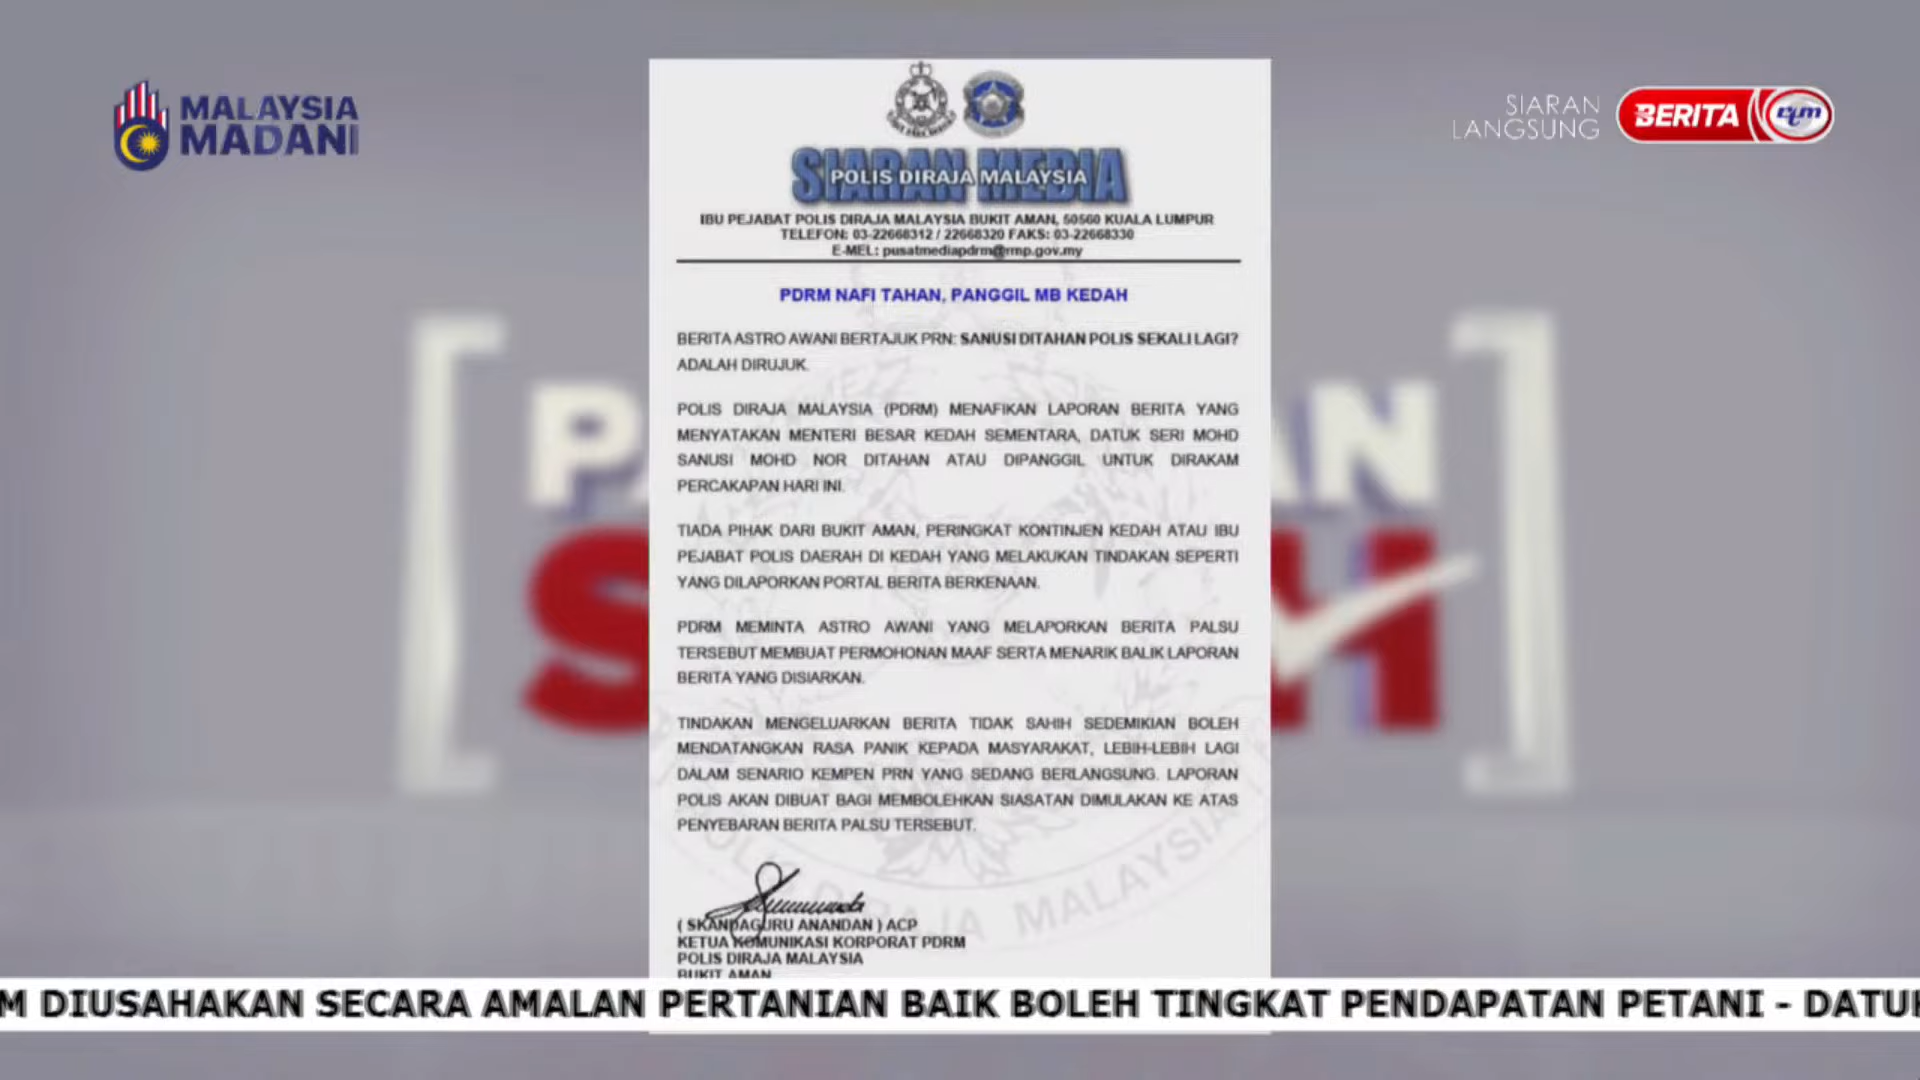 MALAYSIA
MADANI
SIARAN
LANGSUNG
BERITA rtm
SIARAN MEDIA
POLIS DIRAJA MALAYSIA
IBU PEJABAT POLIS DIRAJA MALAYSIA BUKIT AMAN, 50560 KUALA LUMPUR
TELEFON: 03-22668312 / 22668320 FAKS: 03-22668330
E-MEL: pusatmediapdrm@rmp.gov.my
PDRM NAFI TAHAN, PANGGIL MB KEDAH
BERITA ASTRO AWANI BERTAJUK PRN: SANUSI DITAHAN POLIS SEKALI LAGI?
ADALAH DIRUJUK.
POLIS DIRAJA MALAYSIA (PDRM) MENAFIKAN LAPORAN BERITA YANG
MENYATAKAN MENTERI BESAR KEDAH SEMENTARA, DATUK SERI MOHD
SANUSI MOHD NOR DITAHAN ATAU DIPANGGIL UNTUK DIRAKAM
PERCAKAPAN HARI INI.
TIADA PIHAK DARI BUKIT AMAN, PERINGKAT KONTINJEN KEDAH ATAU IBU
PEJABAT POLIS DAERAH DI KEDAH YANG MELAKUKAN TINDAKAN SEPERTI
YANG DILAPORKAN PORTAL BERITA BERKENAAN.
PDRM MEMINTA ASTRO AWANI YANG MELAPORKAN BERITA PALSU
TERSEBUT MEMBUAT PERMOHONAN MAAF SERTA MENARIK BALIK LAPORAN
BERITA YANG DISIARKAN.
TINDAKAN MENGELUARKAN BERITA TIDAK SAHIH SEDEMIKIAN BOLEH
MENDATANGKAN RASA PANIK KEPADA MASYARAKAT, LEBIH-LEBIH LAGI
DALAM SENARIO KEMPEN PRN YANG SEDANG BERLANGSUNG. LAPORAN
POLIS AKAN DIBUAT BAGI MEMBOLEHKAN SIASATAN DIMULAKAN KE ATAS
PENYEBARAN BERITA PALSU TERSEBUT.
POLIS DIRAJA MALAYSIA
( SKANDAGURU ANANDAN ) ACP
KETUA KOMUNIKASI KORPORAT PDRM
POLIS DIRAJA MALAYSIA
BUKIT AMAN
M DIUSAHAKAN SECARA AMALAN PERTANIAN BAIK BOLEH TINGKAT PENDAPATAN PETANI - DATUK